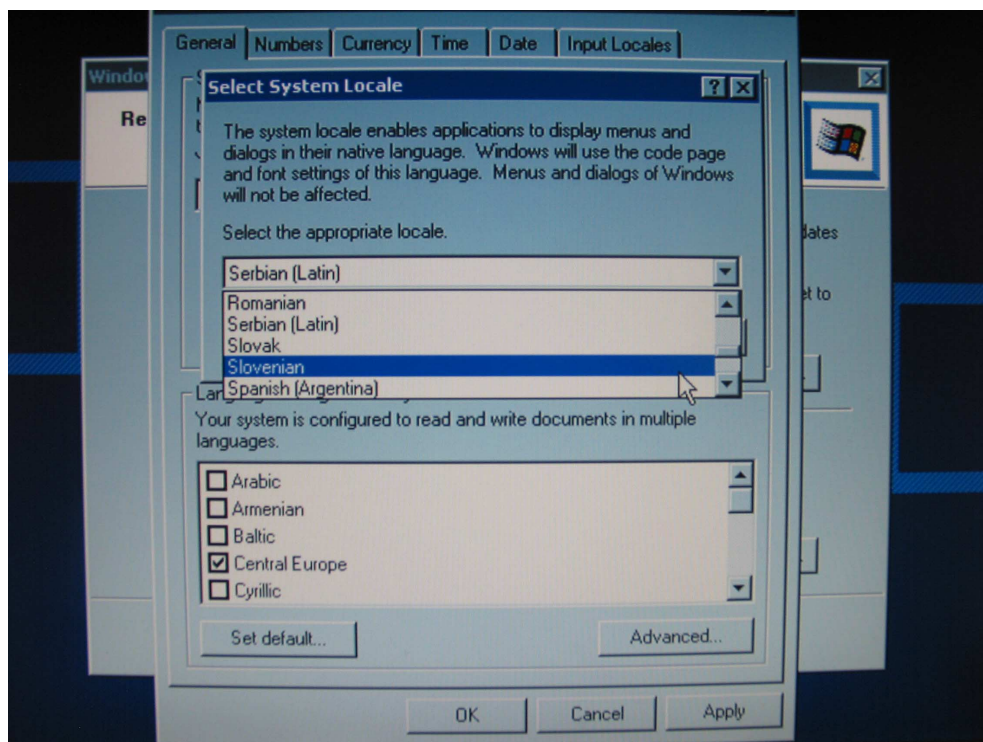 General Numbers Currency Time Date Input Locales
Windo
Select System Locale
Re
The system locale enables applications to display menus and
dialogs in their native language. Windows will use the code page
and font settings of this language. Menus and dialogs of Windows
will not be affected.
Select the appropriate locale.
dates
Serbian (Latin)
et to
Romanian
Serbian (Latin)
Slovak
Slovenian
Spanish (Argentina)
Your system is configured to read and write documents in multiple
languages.
Arabic
Armenian
Baltic
Central Europe
Cyrillic
Set default... Advanced...
OK Cancel Apply